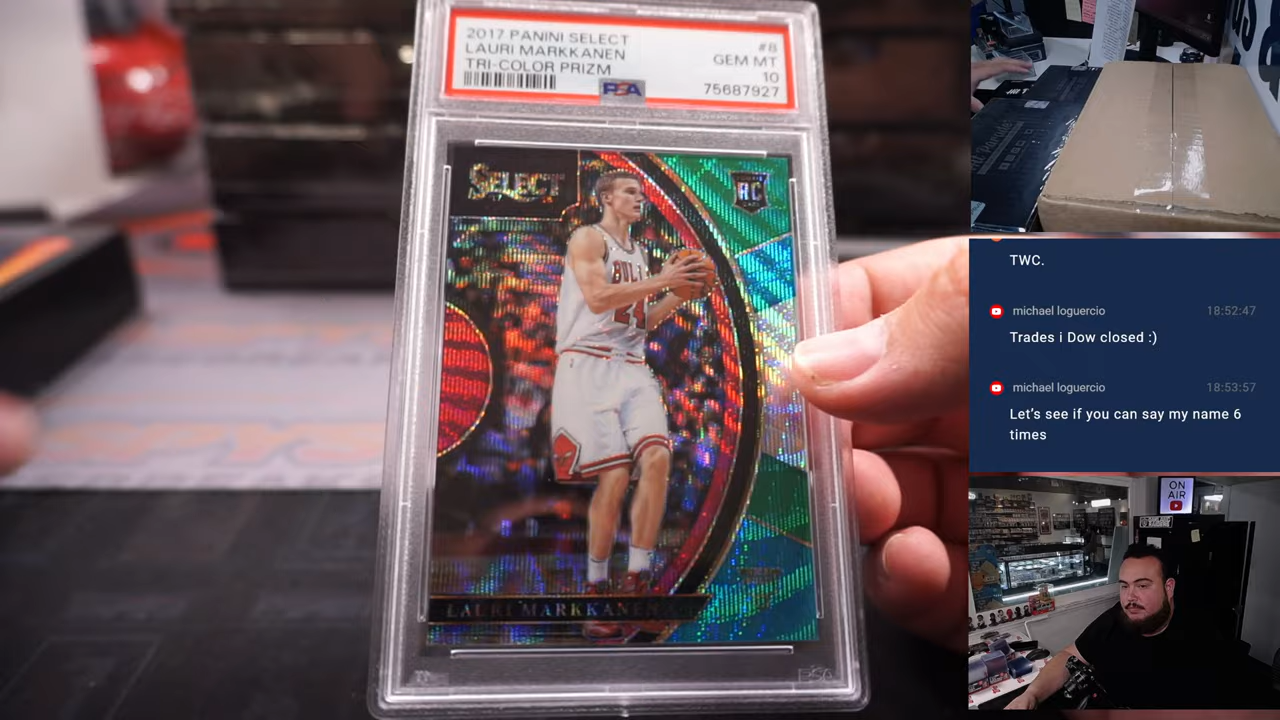 2017 PANINI SELECT
LAURI MARKKANEN
TRI-COLOR PRIZM
#8
GEM MT
10
75687927
PSA
SELECT
RC
BULLS
24
LAURI MARKKANEN
TWC.
michael loguercio
18:52:47
Trades i Dow closed :)
michael loguercio
18:53:57
Let's see if you can say my name 6
times
ON
AIR